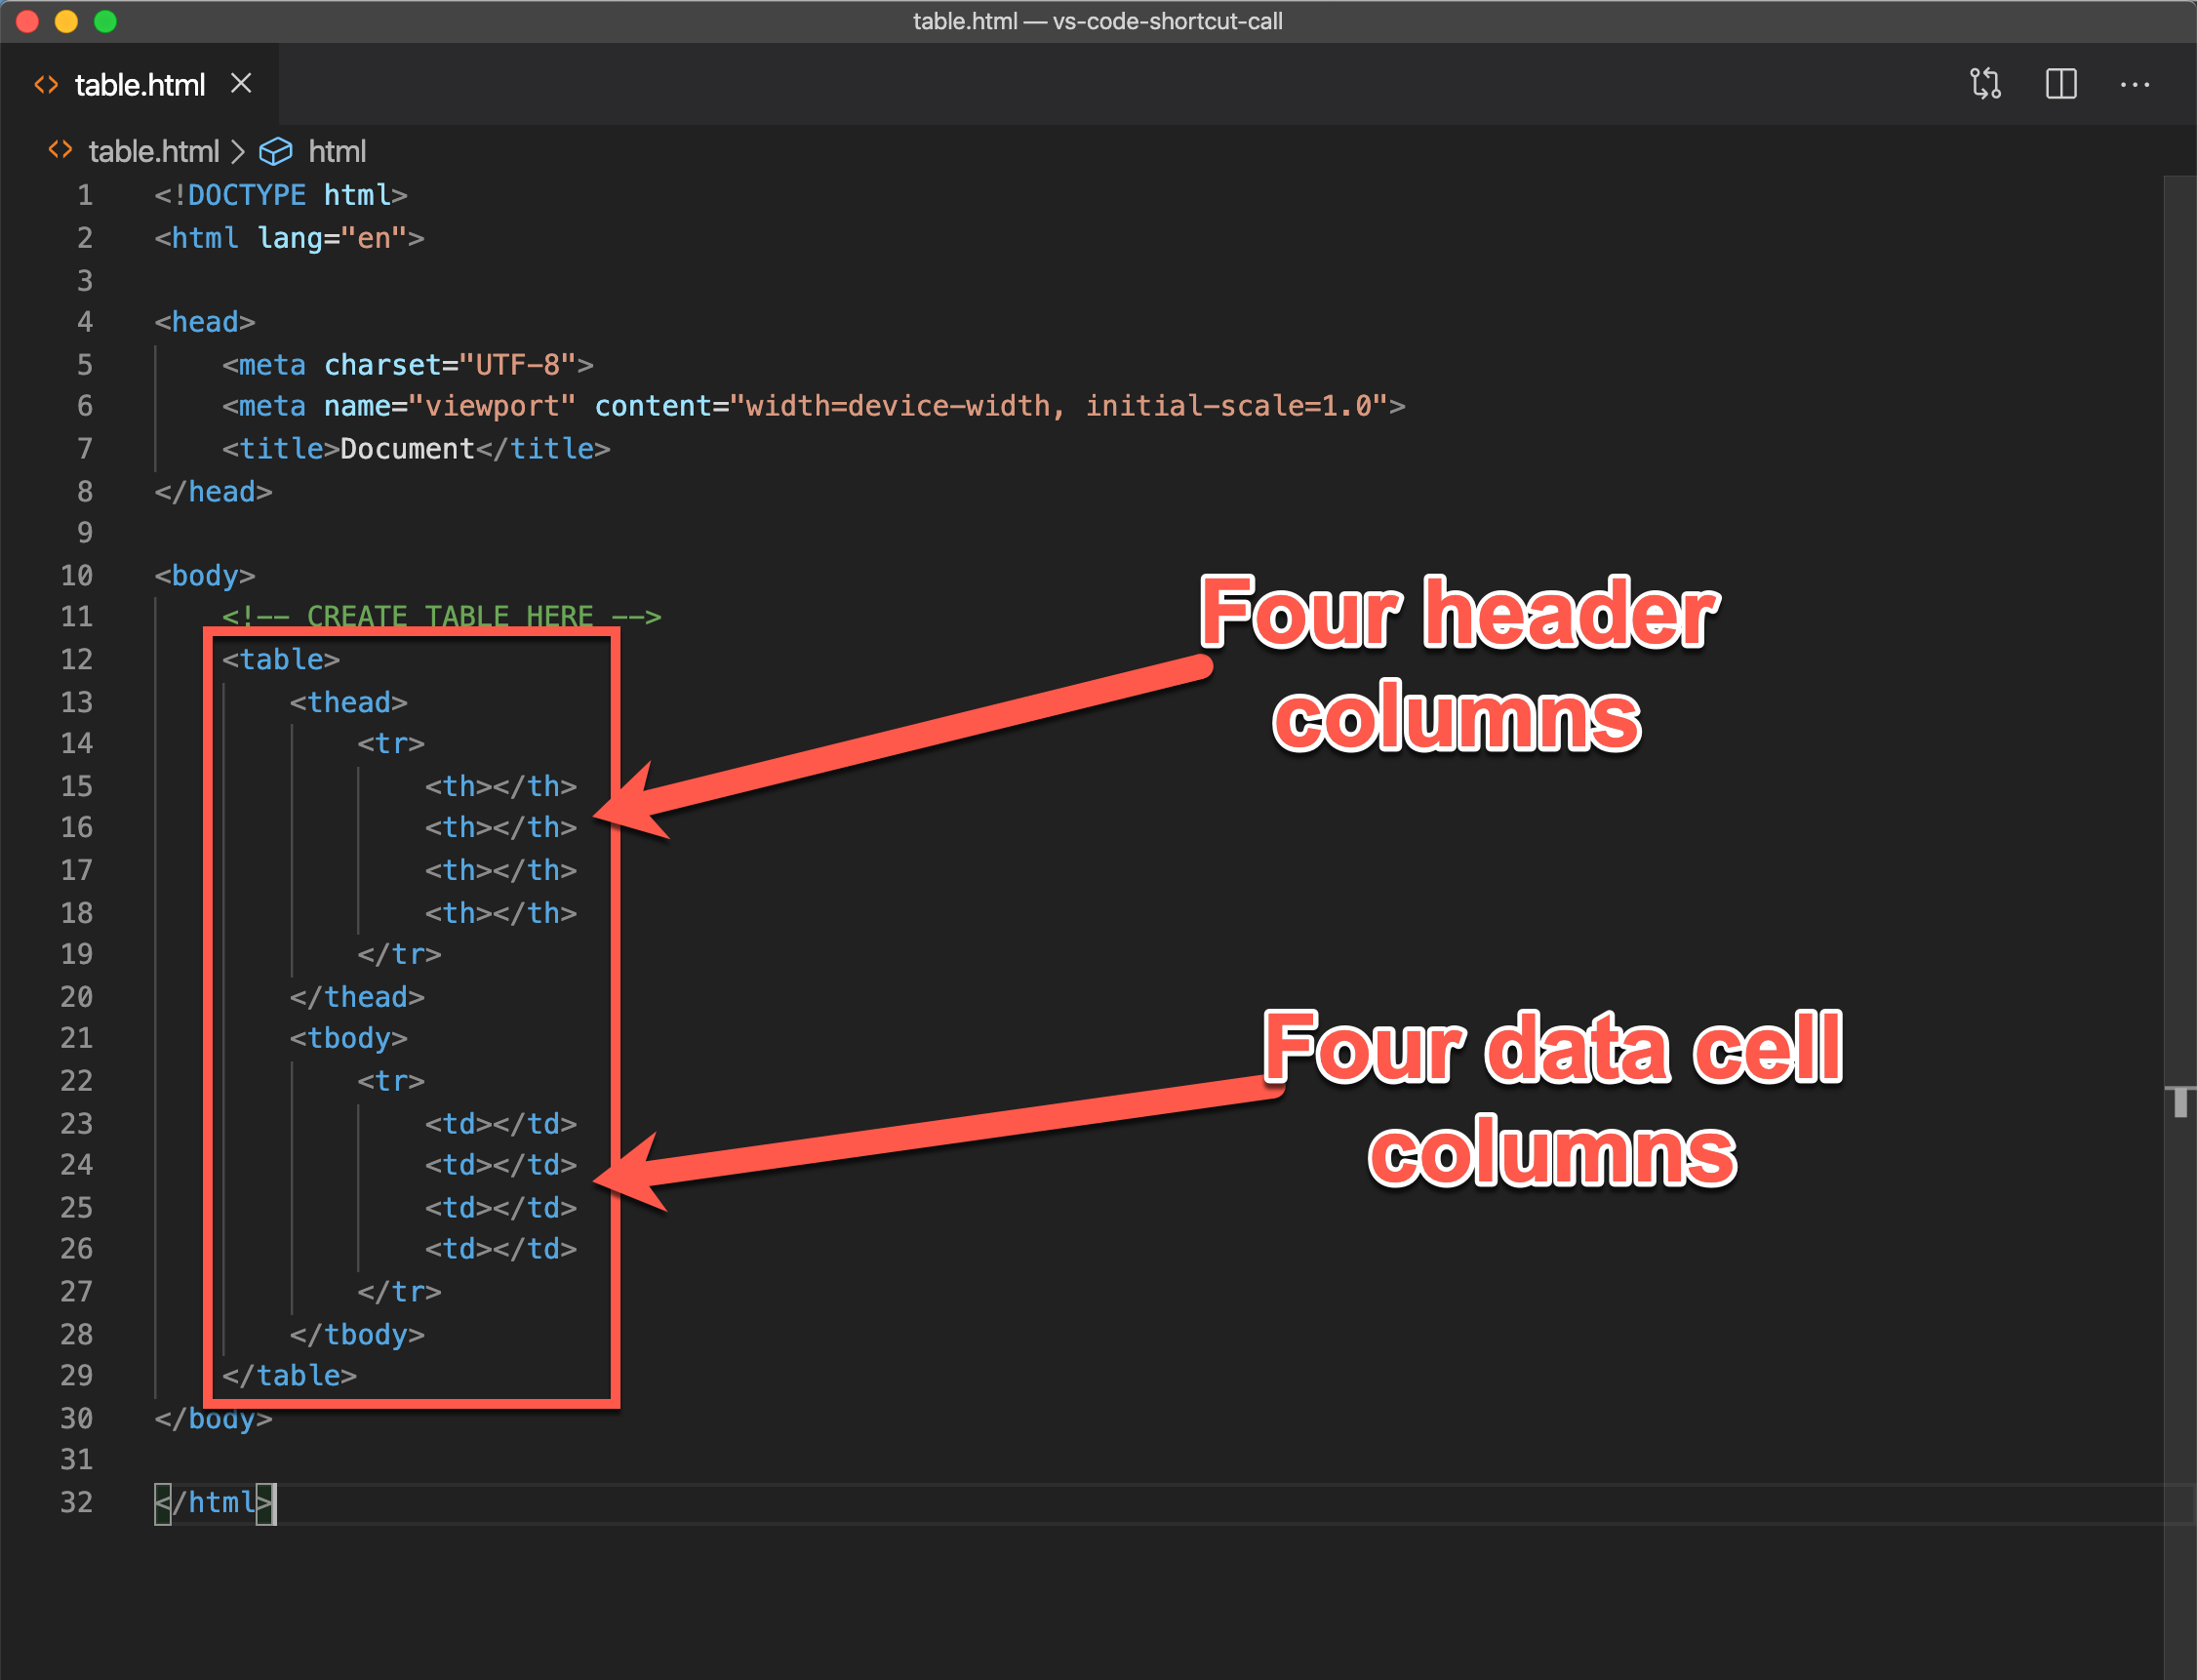 table.html — vs-code-shortcut-call
table.html
table.html > html
1 <!DOCTYPE html>
2 <html lang="en">
3
4 <head>
5     <meta charset="UTF-8">
6     <meta name="viewport" content="width=device-width, initial-scale=1.0">
7     <title>Document</title>
8 </head>
9
10 <body>
11     <!-- CREATE TABLE HERE -->
12     <table>
13         <thead>
14             <tr>
15                 <th></th>
16                 <th></th>
17                 <th></th>
18                 <th></th>
19             </tr>
20         </thead>
21         <tbody>
22             <tr>
23                 <td></td>
24                 <td></td>
25                 <td></td>
26                 <td></td>
27             </tr>
28         </tbody>
29     </table>
30 </body>
31
32 </html>
Four header
columns
Four data cell
columns